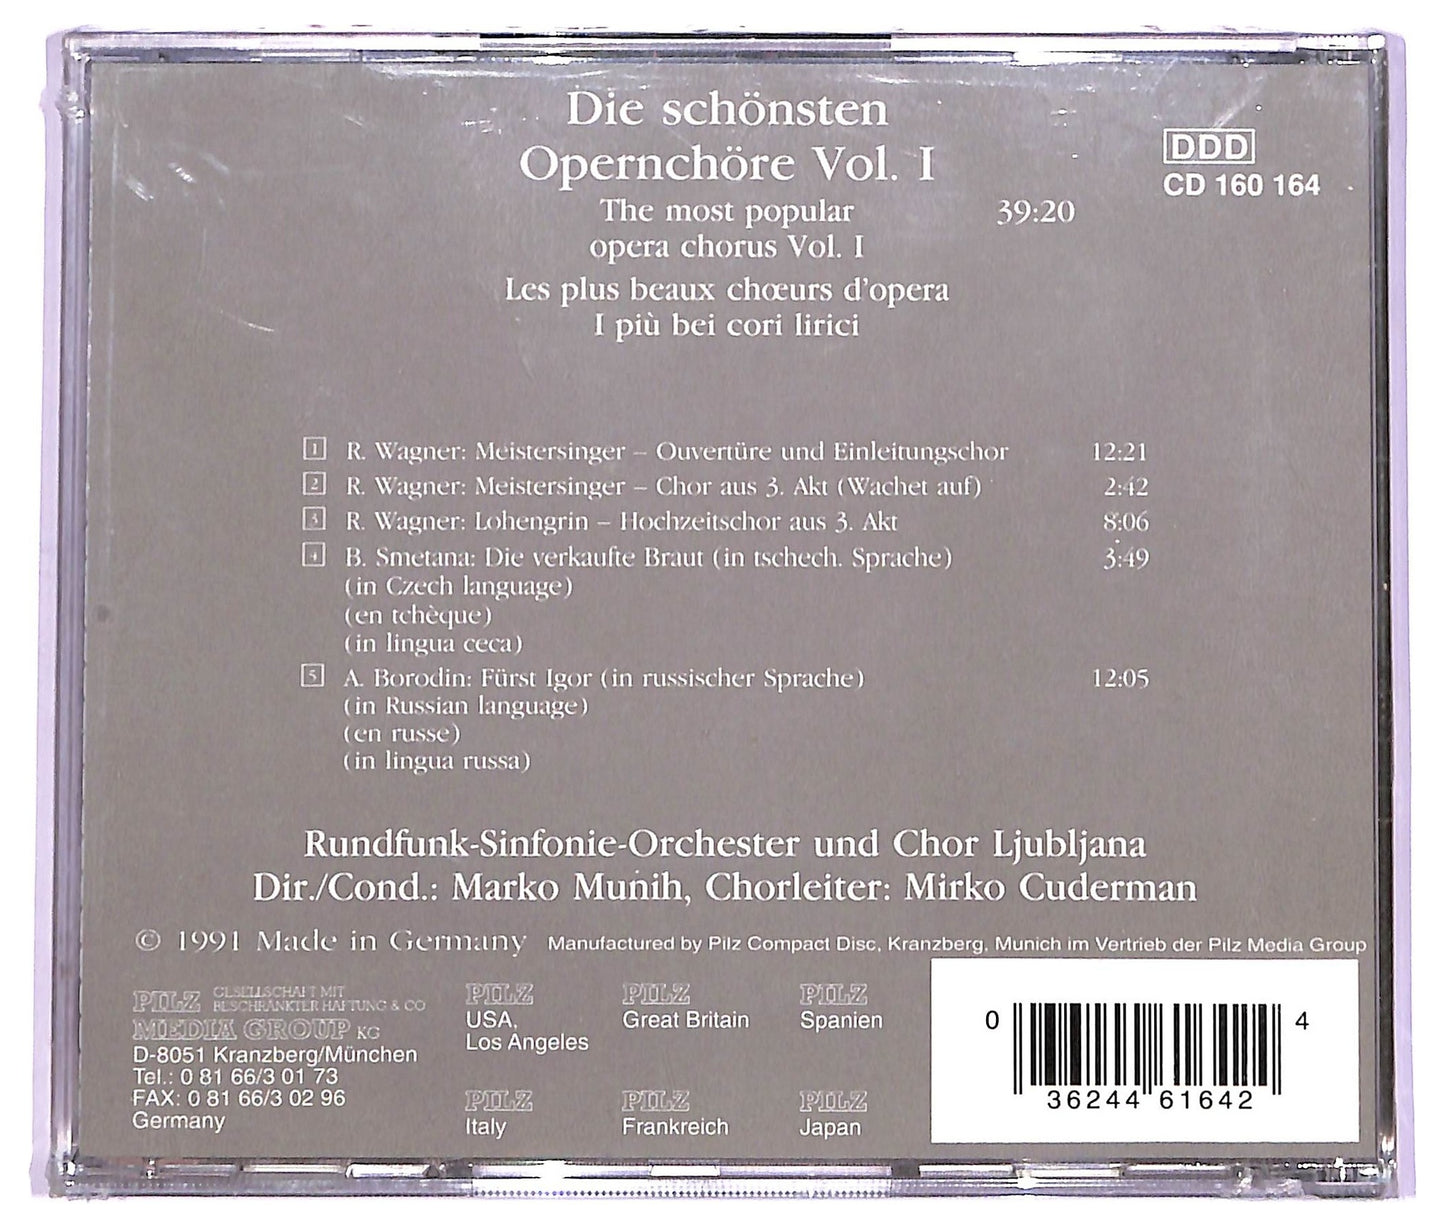 Die schönsten
Opernchöre Vol. I
DDD
CD 160 164
The most popular 39:20
opera chorus Vol. I
Les plus beaux chœurs d'opera
I più bei cori lirici
1 R. Wagner: Meistersinger – Ouvertüre und Einleitungschor 12:21
2 R. Wagner: Meistersinger – Chor aus 3. Akt (Wachet auf) 2:42
3 R. Wagner: Lohengrin – Hochzeitschor aus 3. Akt 8:06
4 B. Smetana: Die verkaufte Braut (in tschech. Sprache) 3:49
(in Czech language)
(en tchèque)
(in lingua ceca)
5 A. Borodin: Fürst Igor (in russischer Sprache) 12:05
(in Russian language)
(en russe)
(in lingua russa)
Rundfunk-Sinfonie-Orchester und Chor Ljubljana
Dir./Cond.: Marko Munih, Chorleiter: Mirko Cuderman
© 1991 Made in Germany Manufactured by Pilz Compact Disc, Kranzberg, Munich im Vertrieb der Pilz Media Group
PILZ GESELLSCHAFT MIT
BESCHRÄNKTER HAFTUNG & CO
MEDIA GROUP KG
D-8051 Kranzberg/München
Tel.: 0 81 66/3 01 73
FAX: 0 81 66/3 02 96
Germany
PILZ
USA,
Los Angeles
PILZ
Great Britain
PILZ
Spanien
PILZ
Italy
PILZ
Frankreich
PILZ
Japan
0 36244 61642 4